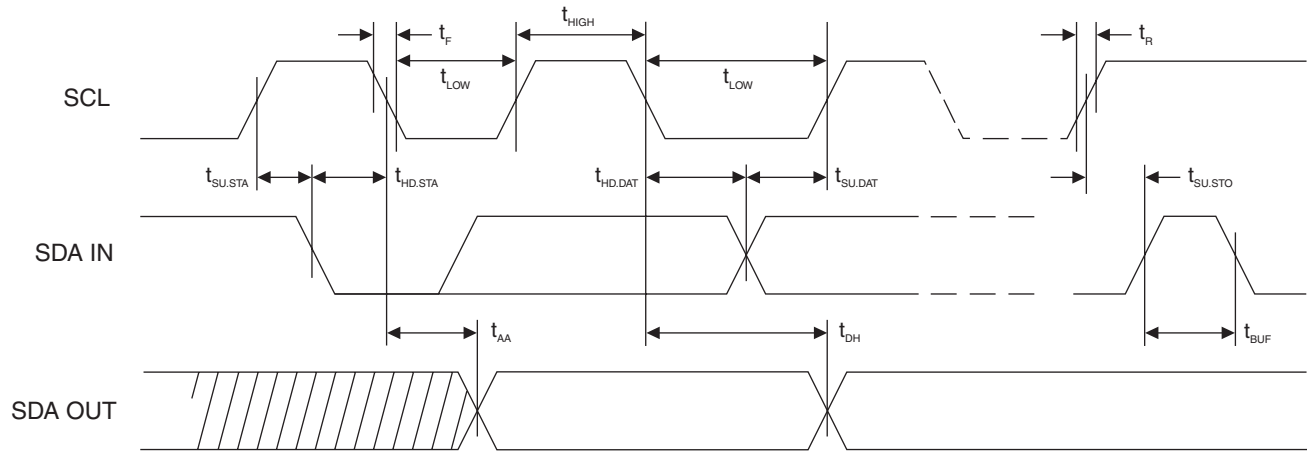 tHIGH
tF
tR
tLOW
tLOW
SCL
tSU.STA
tHD.STA
tHD.DAT
tSU.DAT
tSU.STO
SDA IN
tAA
tDH
tBUF
SDA OUT